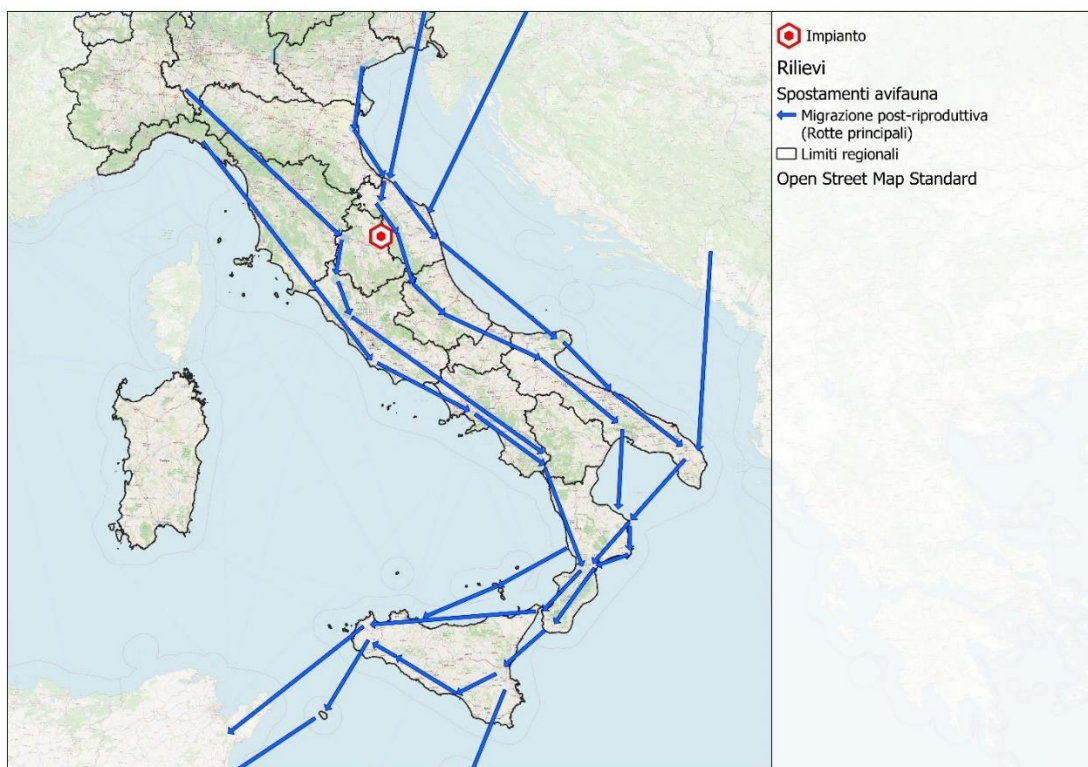 Impianto
Rilievi
Spostamenti avifauna
Migrazione post-riproduttiva
(Rotte principali)
Limiti regionali
Open Street Map Standard